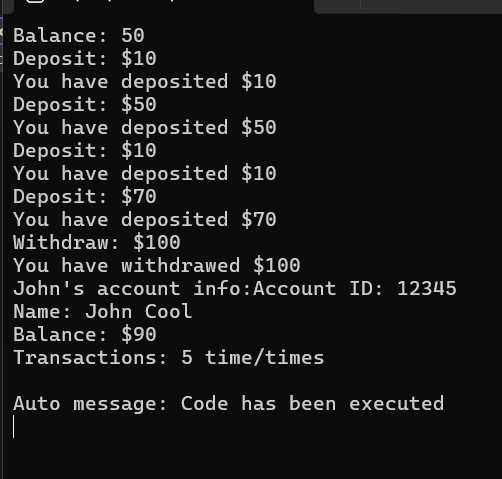 Balance: 50
Deposit: $10
You have deposited $10
Deposit: $50
You have deposited $50
Deposit: $10
You have deposited $10
Deposit: $70
You have deposited $70
Withdraw: $100
You have withdrawed $100
John's account info:Account ID: 12345
Name: John Cool
Balance: $90
Transactions: 5 time/times
Auto message: Code has been executed